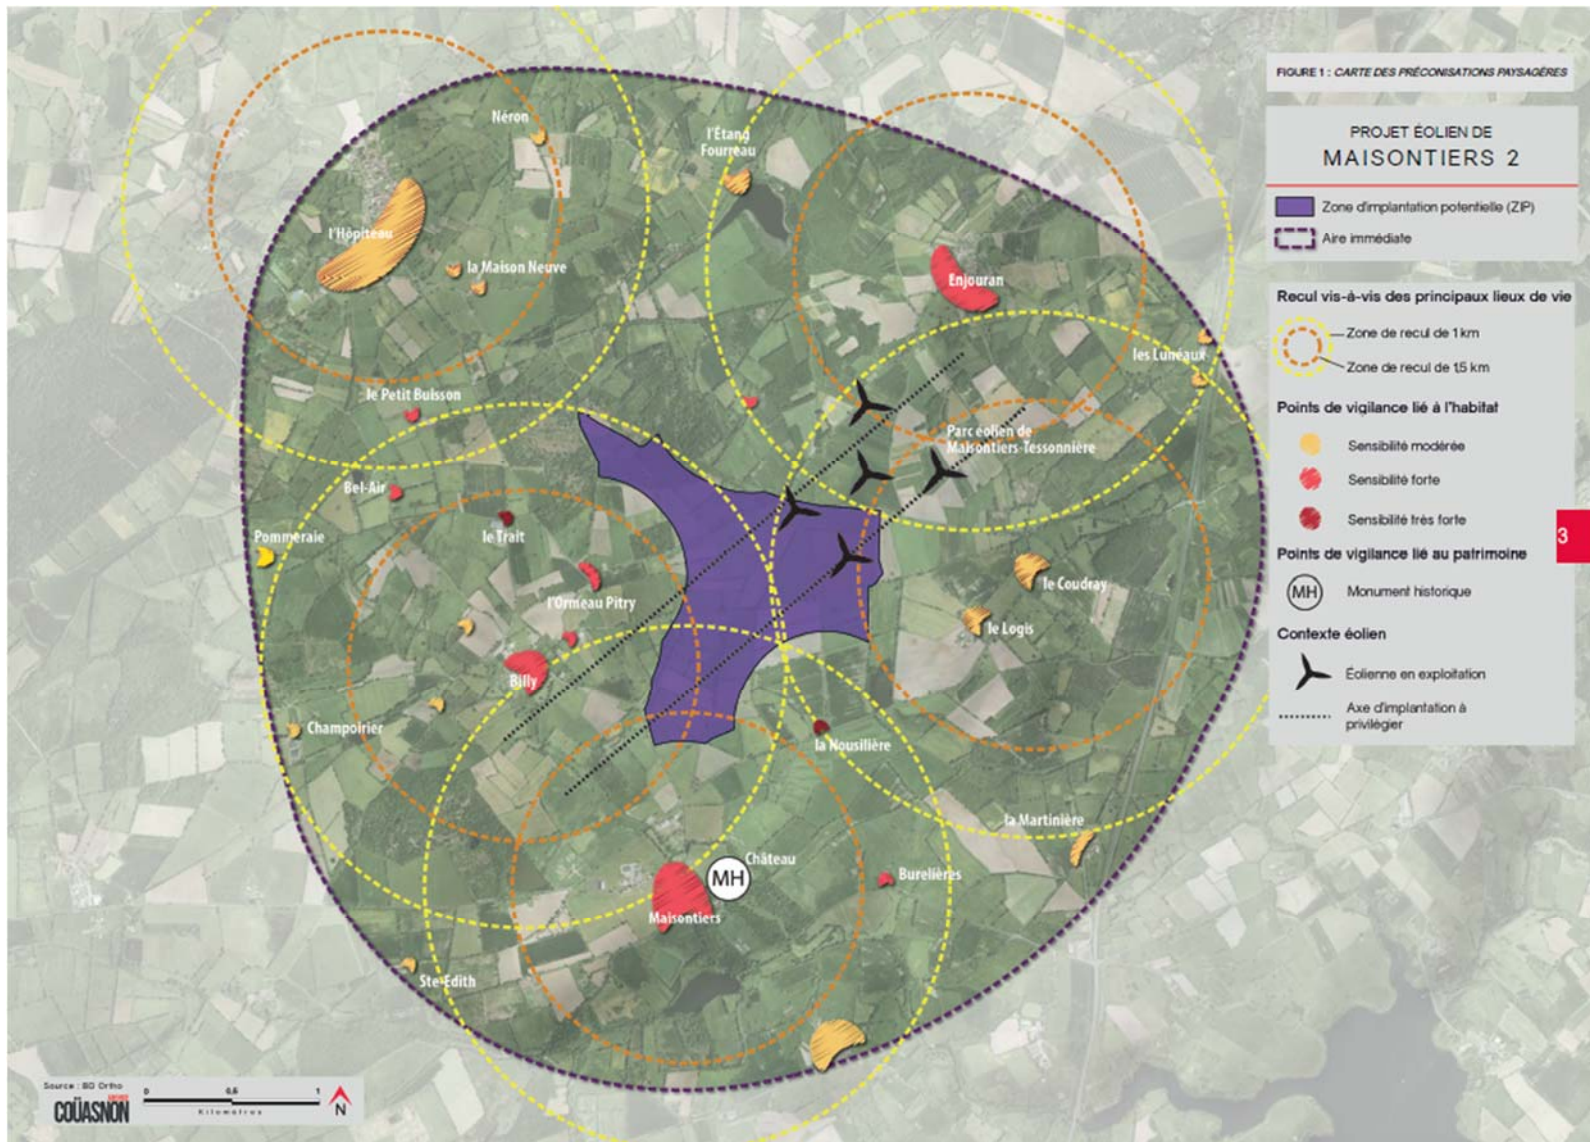 FIGURE 1 : CARTE DES PRÉCONISATIONS PAYSAGÈRES
PROJET ÉOLIEN DE
MAISONTIERS 2
Zone d'implantation potentielle (ZIP)
Aire immédiate
Recul vis-à-vis des principaux lieux de vie
Zone de recul de 1 km
Zone de recul de 1,5 km
Points de vigilance lié à l'habitat
Sensibilité modérée
Sensibilité forte
Sensibilité très forte
Points de vigilance lié au patrimoine
MH
Monument historique
Contexte éolien
Éolienne en exploitation
Axe d'implantation à
privilégier
3
Néron
l'Étang
Fourreau
l'Hôpiteau
la Maison Neuve
Enjouran
les Lunéaux
le Petit Buisson
Parc éolien de
Maisontiers-Tessonnière
Bel-Air
Pommeraie
le Trait
l'Ormeau Pitry
le Coudray
le Logis
Billy
Champoirier
la Nousilière
la Martinière
Château
MH
Burelières
Maisontiers
Ste-Edith
Source : BD Ortho
COÜASNON
0 0,5 1
Kilomètres
N